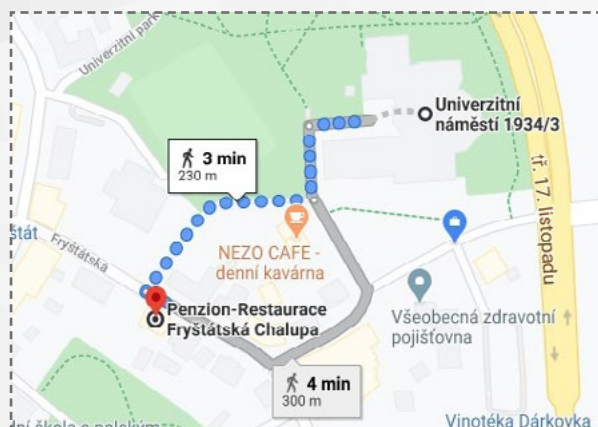 Univerzitní park
Univerzitní
náměstí 1934/3
3 min
230 m
tř. 17. listopadu
štát
Fryštátská
NEZO CAFE -
denní kavárna
Penzion-Restaurace
Fryštátská Chalupa
Všeobecná zdravotní
pojišťovna
4 min
300 m
Vinotéka Dárkovka